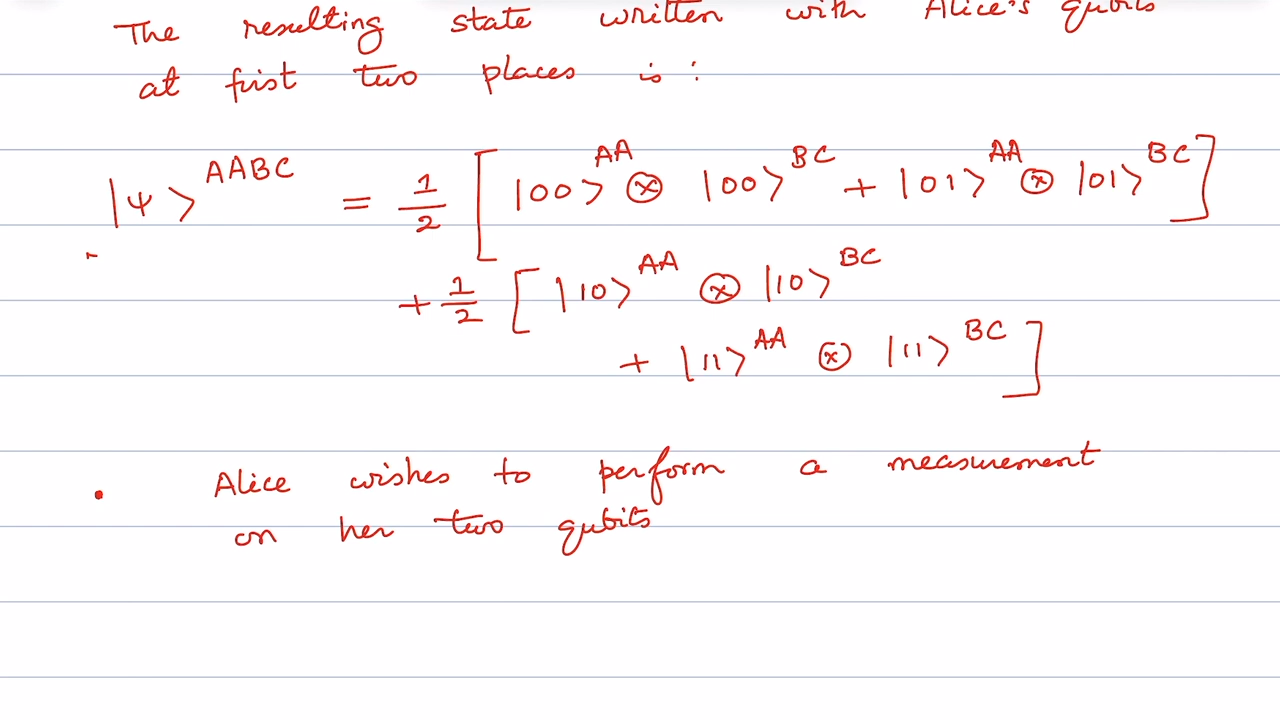 The resulting state written with Alice's qubits
at first two places is :
|ψ⟩^AABC = 1/2 [ |00⟩^AA ⊗ |00⟩^BC + |01⟩^AA ⊗ |01⟩^BC ]
+ 1/2 [ |10⟩^AA ⊗ |10⟩^BC
+ |11⟩^AA ⊗ |11⟩^BC ]
• Alice wishes to perform a measurement
on her two qubits